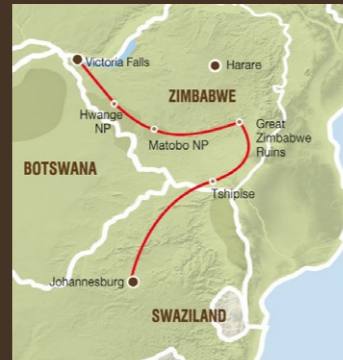 Victoria Falls
Harare
ZIMBABWE
Hwange
NP
Great
Zimbabwe
Ruins
Matobo NP
BOTSWANA
Tshipise
Johannesburg
SWAZILAND